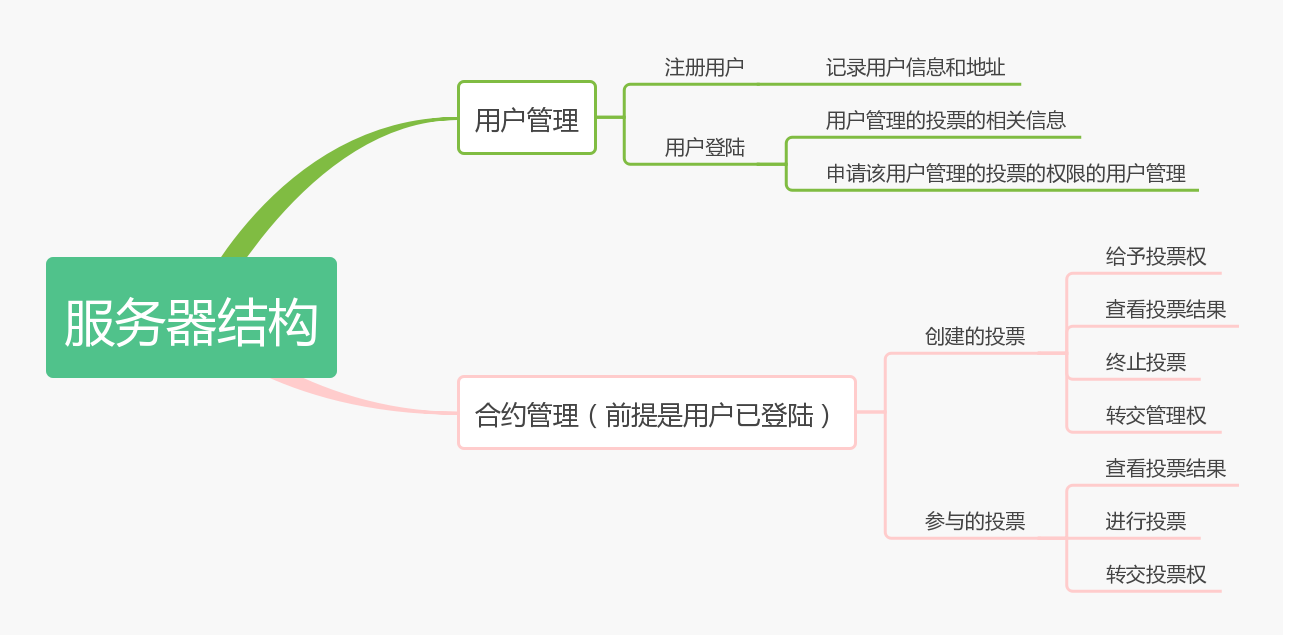 服务器结构
用户管理
注册用户
记录用户信息和地址
用户登陆
用户管理的投票的相关信息
申请该用户管理的投票的权限的用户管理
合约管理（前提是用户已登陆）
创建的投票
给予投票权
查看投票结果
终止投票
转交管理权
参与的投票
查看投票结果
进行投票
转交投票权